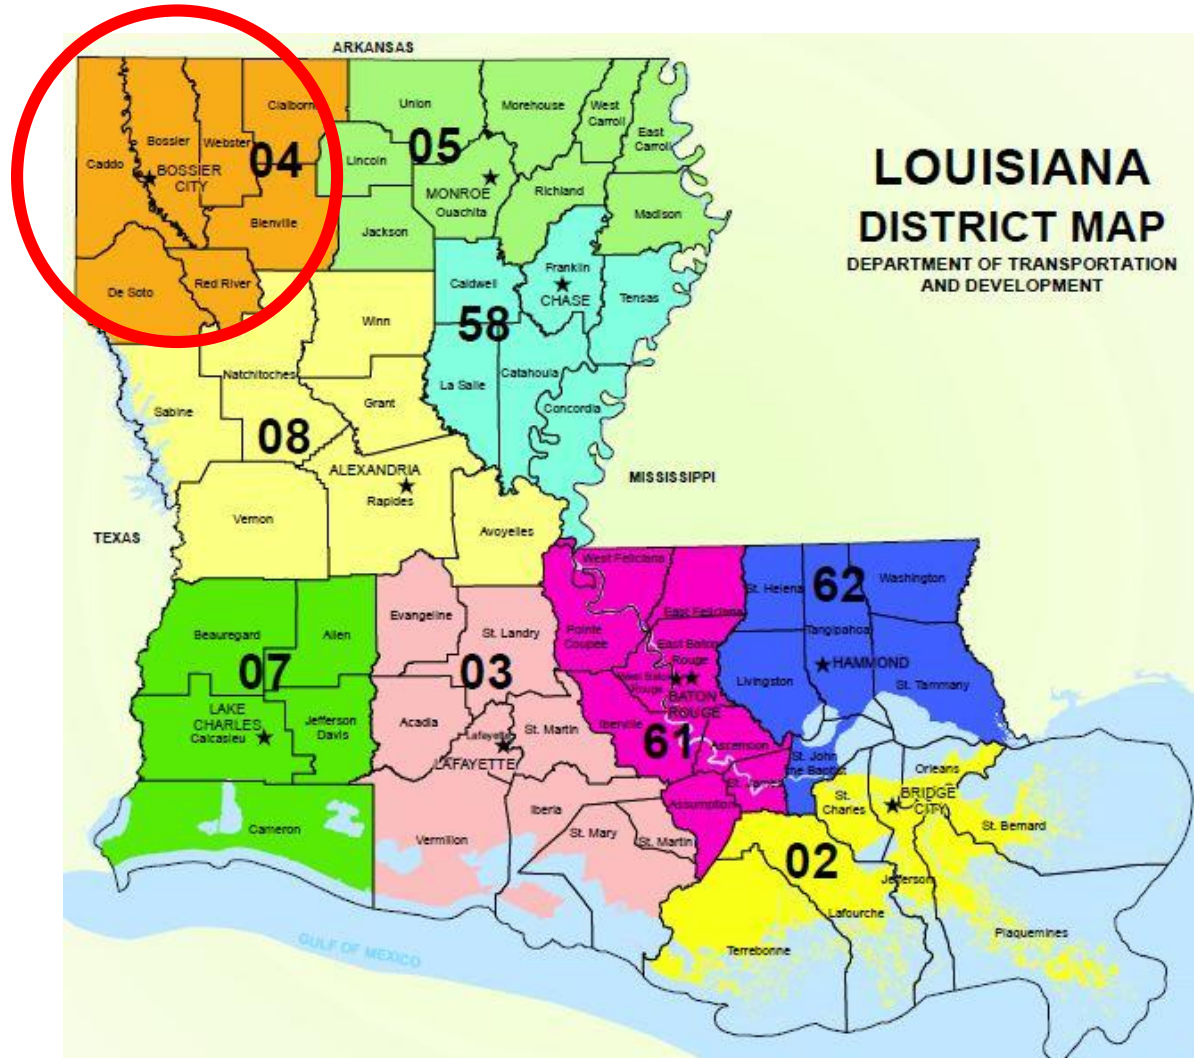 ARKANSAS
LOUISIANA
DISTRICT MAP
DEPARTMENT OF TRANSPORTATION
AND DEVELOPMENT
Caddo
Bossier
Webster
Claiborne
04
BOSSIER
CITY
Bienville
De Soto
Red River
Union
Morehouse
West
Carroll
East
Carroll
05
Lincoln
MONROE
Ouachita
Richland
Madison
Jackson
Caldwell
Franklin
CHASE
Tensas
58
La Salle
Catahoula
Concordia
Winn
Natchitoches
Sabine
Grant
08
ALEXANDRIA
Rapides
Vernon
Avoyelles
MISSISSIPPI
TEXAS
Beauregard
Allen
07
LAKE
CHARLES
Calcasieu
Jefferson
Davis
Cameron
Evangeline
St. Landry
03
Acadia
Lafayette
LAFAYETTE
St. Martin
Iberia
Vermilion
St. Mary
St. Martin
West Feliciana
East Feliciana
Pointe
Coupee
East Baton
Rouge
West Baton
Rouge
BATON
ROUGE
Iberville
61
Ascension
St. James
Assumption
St. Helena
62
Washington
Tangipahoa
HAMMOND
Livingston
St. Tammany
St. John
the Baptist
Orleans
St.
Charles
BRIDGE
CITY
St. Bernard
02
Jefferson
Lafourche
Plaquemines
Terrebonne
GULF OF MEXICO